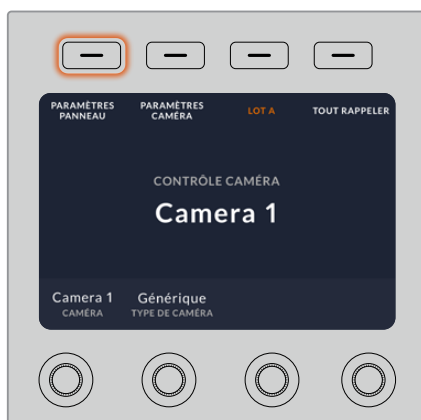 PARAMÈTRES PANNEAU
PARAMÈTRES CAMÉRA
LOT A
TOUT RAPPELER
CONTRÔLE CAMÉRA
Camera 1
Camera 1
CAMÉRA
Générique
TYPE DE CAMÉRA